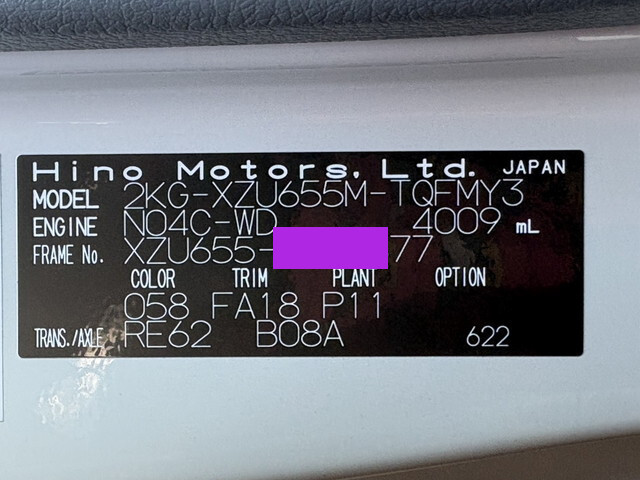 Hino Motors, Ltd. JAPAN
MODEL 2KG-XZU655M-TQFMY3
ENGINE N04C-WD 4009 mL
FRAME No. XZU655- 77
COLOR TRIM PLANT OPTION
058 FA18 P11
TRANS./AXLE RE62 B08A 622